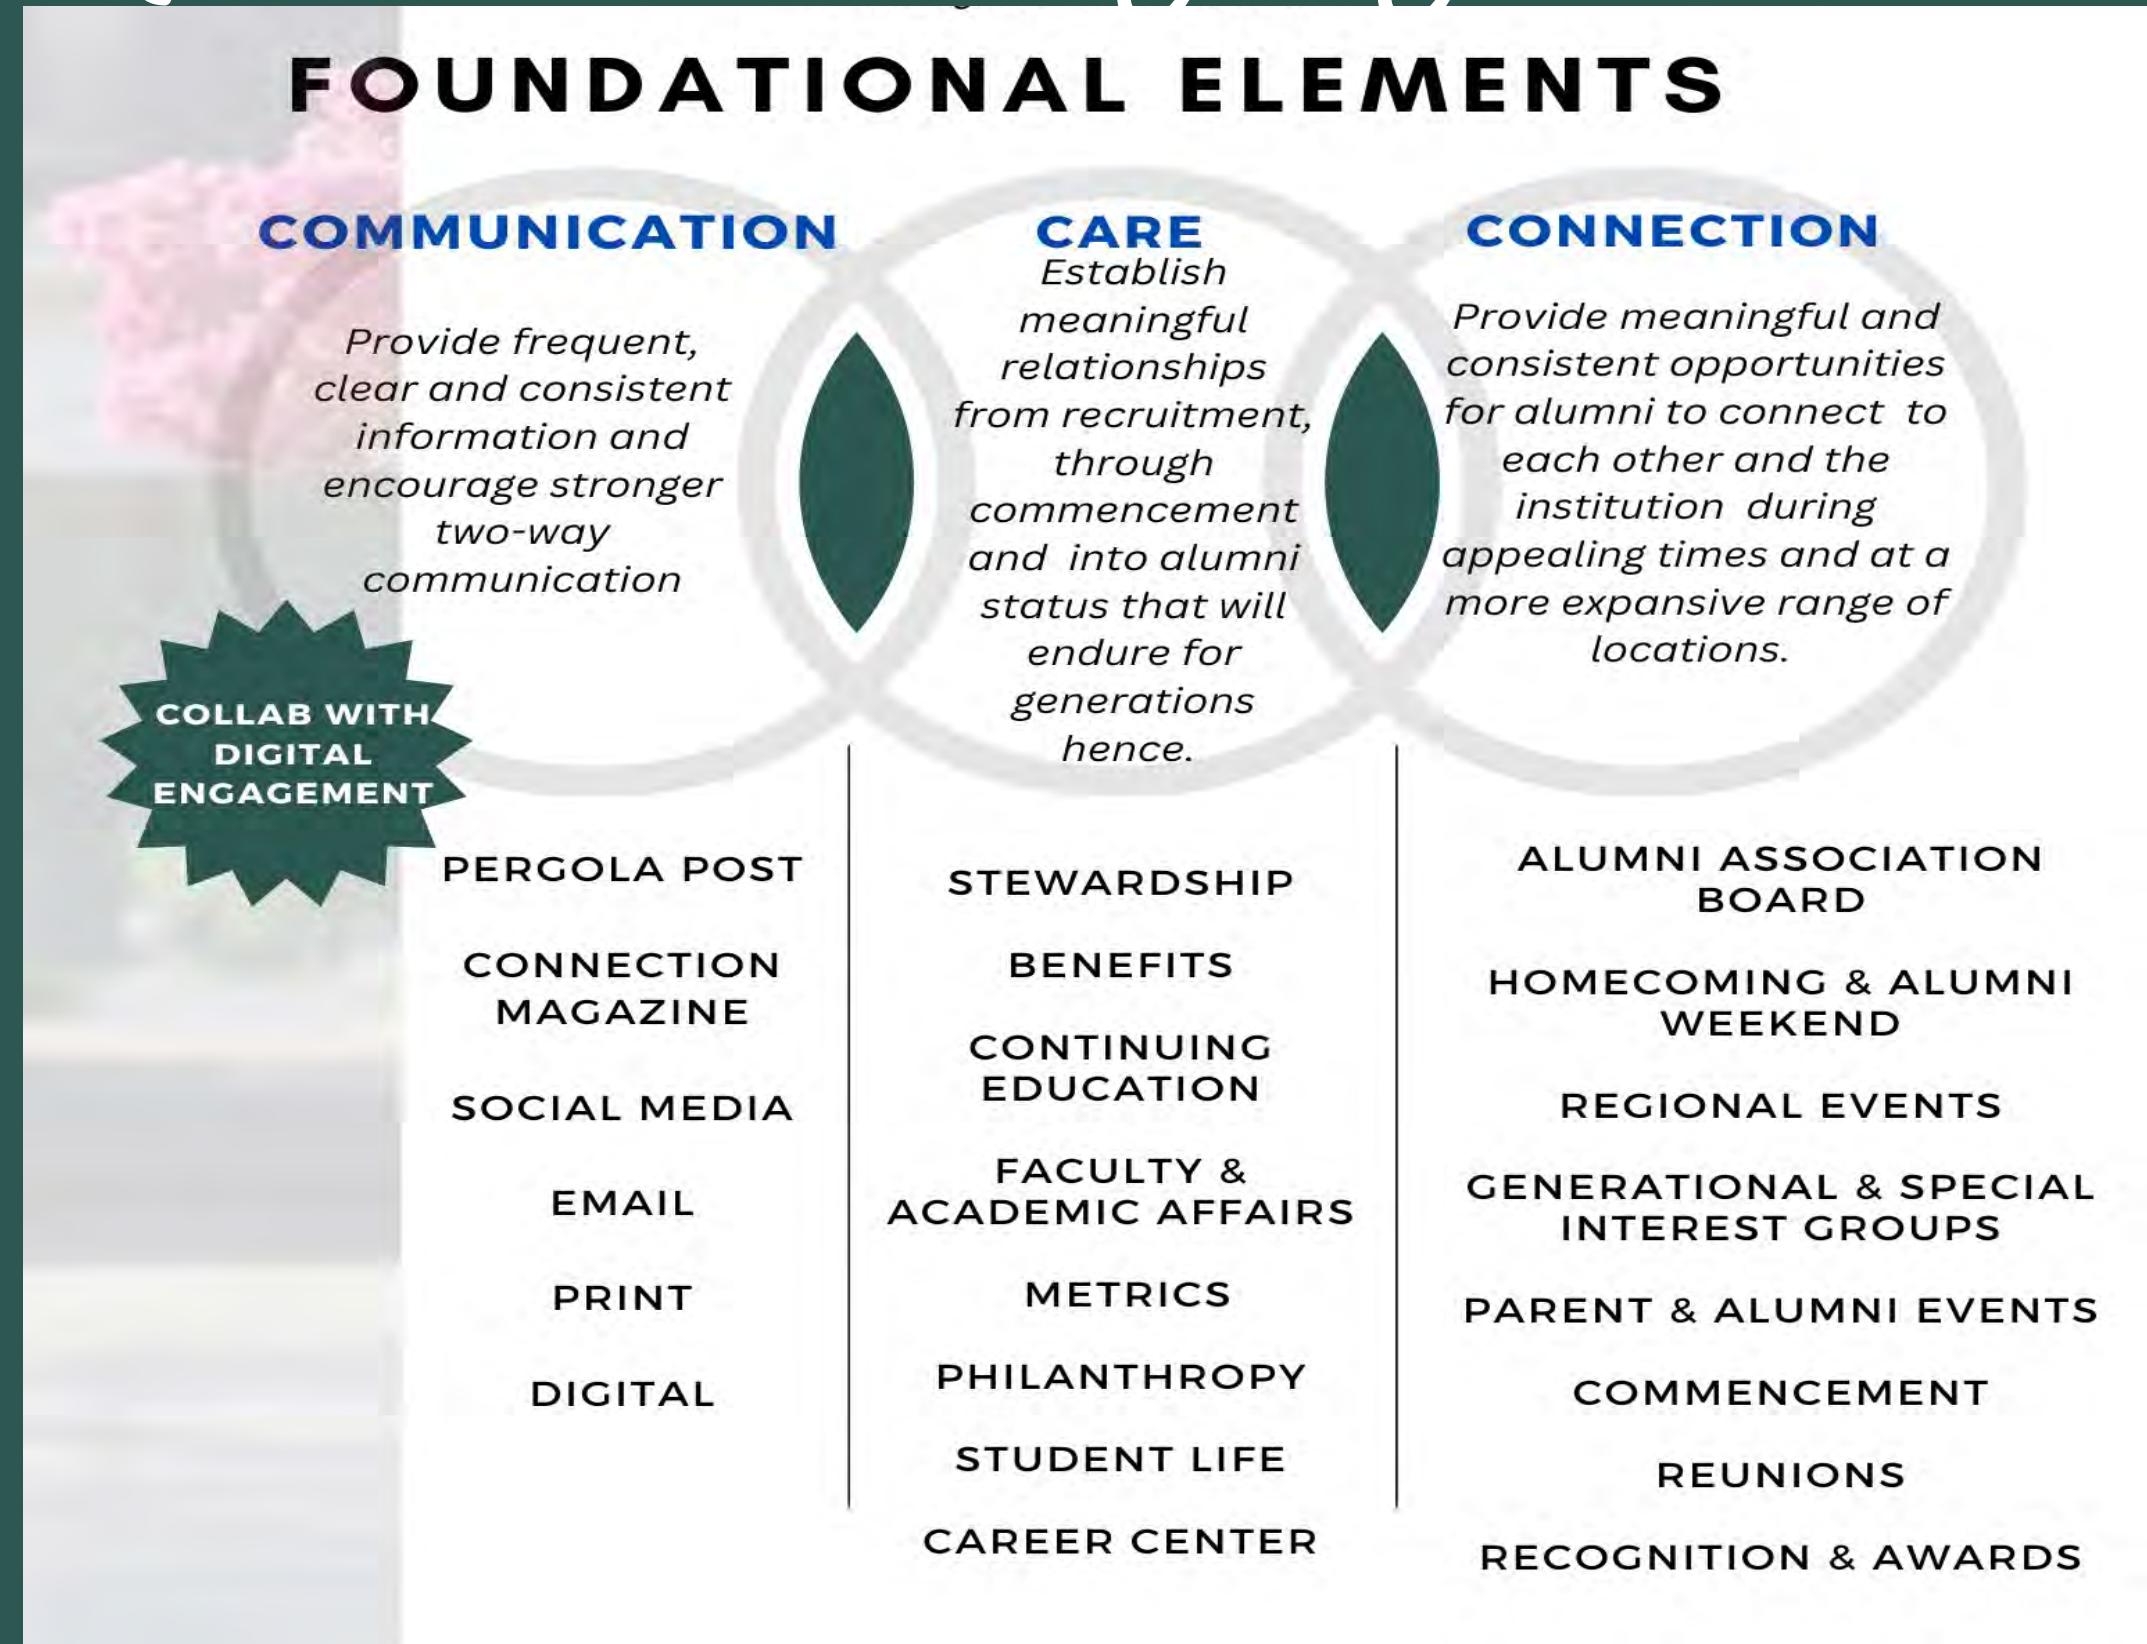 FOUNDATIONAL ELEMENTS
COMMUNICATION
Provide frequent,
clear and consistent
information and
encourage stronger
two-way
communication
CARE
Establish
meaningful
relationships
from recruitment,
through
commencement
and into alumni
status that will
endure for
generations
hence.
CONNECTION
Provide meaningful and
consistent opportunities
for alumni to connect to
each other and the
institution during
appealing times and at a
more expansive range of
locations.
COLLAB WITH
DIGITAL
ENGAGEMENT
PERGOLA POST
CONNECTION
MAGAZINE
SOCIAL MEDIA
EMAIL
PRINT
DIGITAL
STEWARDSHIP
BENEFITS
CONTINUING
EDUCATION
FACULTY &
ACADEMIC AFFAIRS
METRICS
PHILANTHROPY
STUDENT LIFE
CAREER CENTER
ALUMNI ASSOCIATION
BOARD
HOMECOMING & ALUMNI
WEEKEND
REGIONAL EVENTS
GENERATIONAL & SPECIAL
INTEREST GROUPS
PARENT & ALUMNI EVENTS
COMMENCEMENT
REUNIONS
RECOGNITION & AWARDS